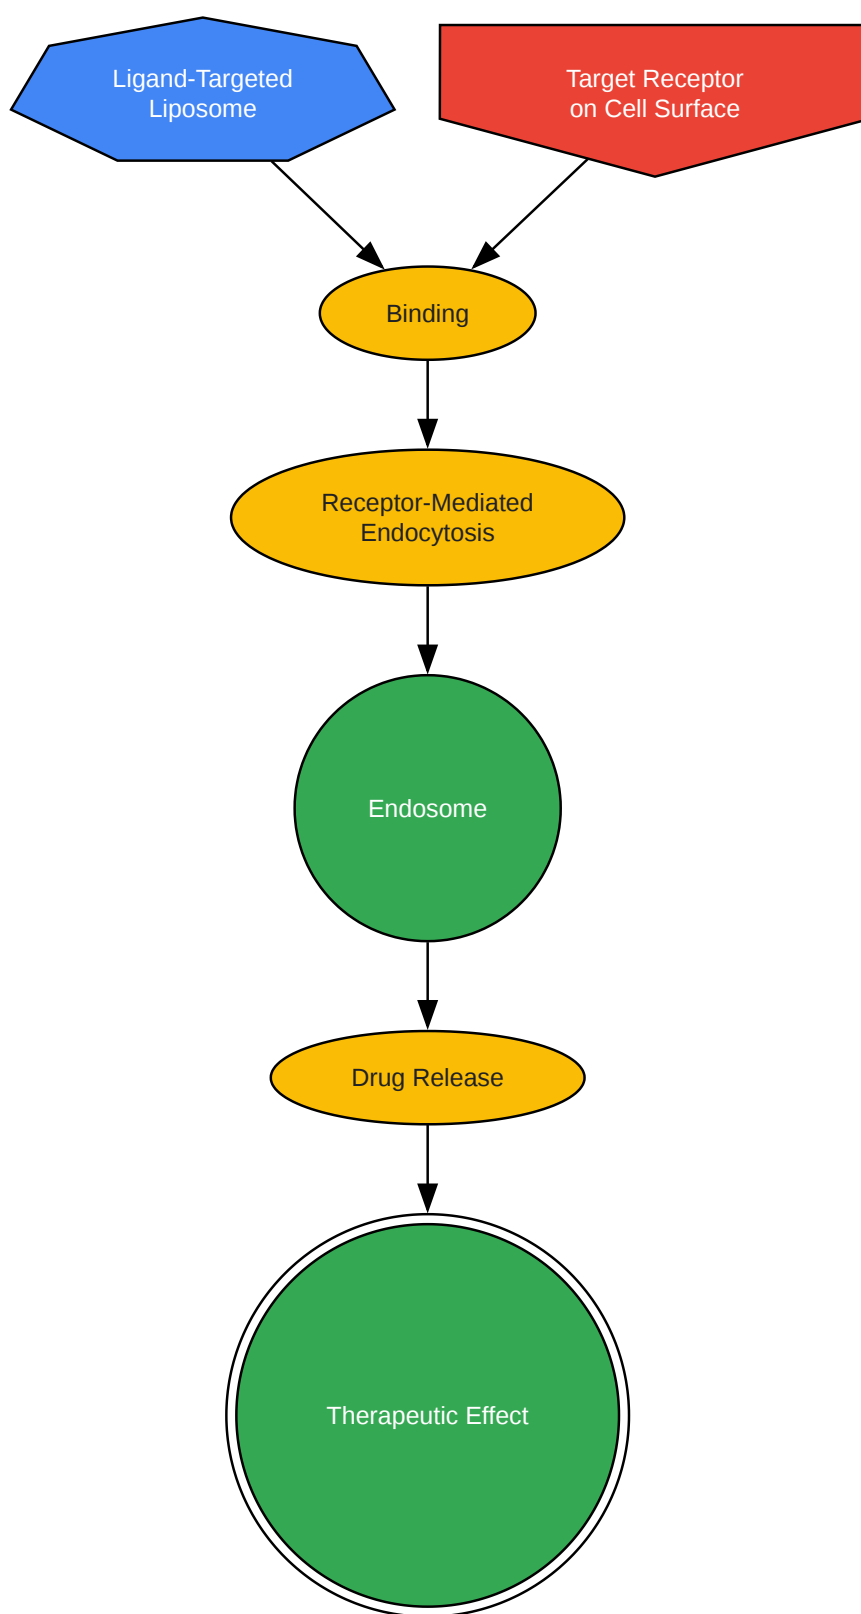 Ligand-Targeted
Liposome
Target Receptor
on Cell Surface
Binding
Receptor-Mediated
Endocytosis
Endosome
Drug Release
Therapeutic Effect